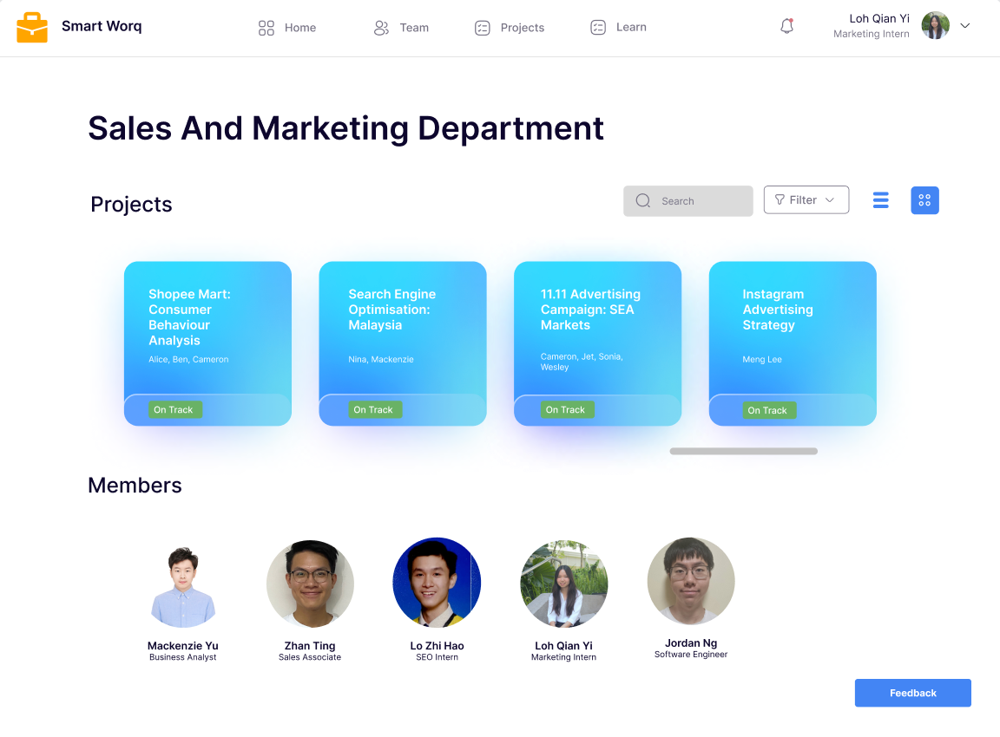 Smart Worq
Home
Team
Projects
Learn
Loh Qian Yi
Marketing Intern
Sales And Marketing Department
Projects
Search
Filter
Shopee Mart:
Consumer
Behaviour
Analysis
Alice, Ben, Cameron
On Track
Search Engine
Optimisation:
Malaysia
Nina, Mackenzie
On Track
11.11 Advertising
Campaign: SEA
Markets
Cameron, Jet, Sonia,
Wesley
On Track
Instagram
Advertising
Strategy
Meng Lee
On Track
Members
Mackenzie Yu
Business Analyst
Zhan Ting
Sales Associate
Lo Zhi Hao
SEO Intern
Loh Qian Yi
Marketing Intern
Jordan Ng
Software Engineer
Feedback